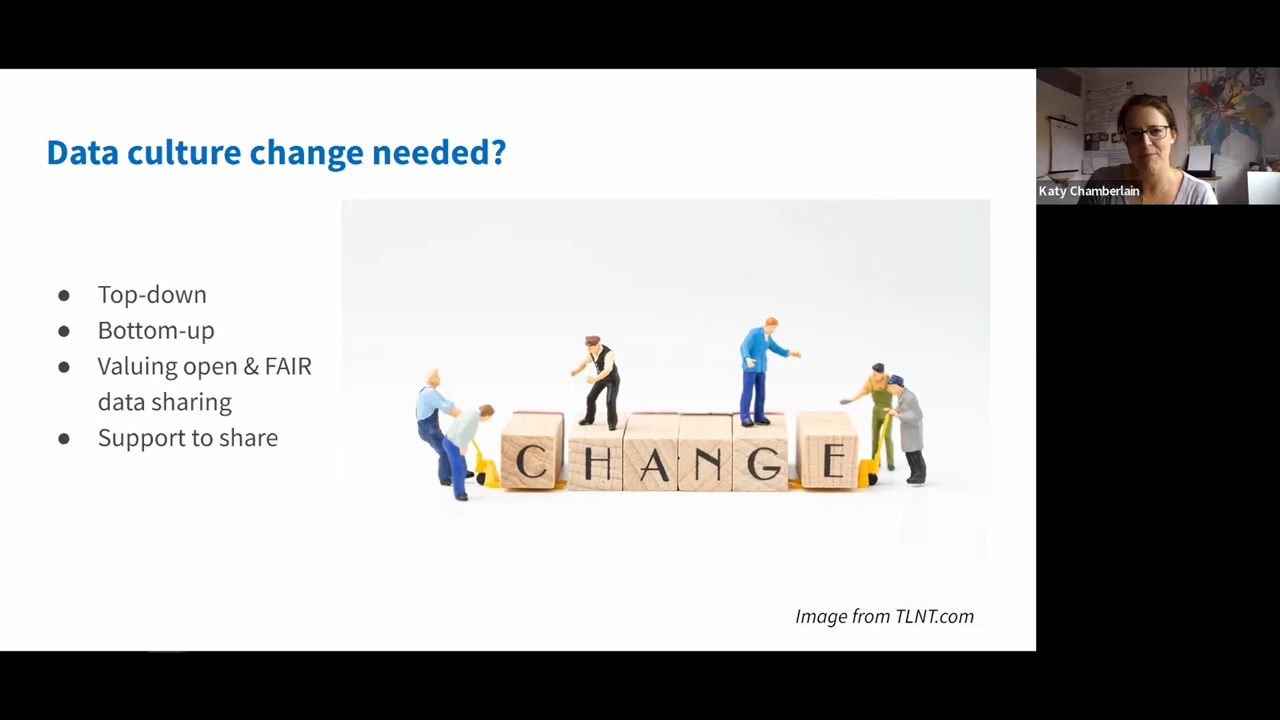 Data culture change needed?
● Top-down
● Bottom-up
● Valuing open & FAIR
data sharing
● Support to share
CHANGE
Image from TLNT.com
Katy Chamberlain